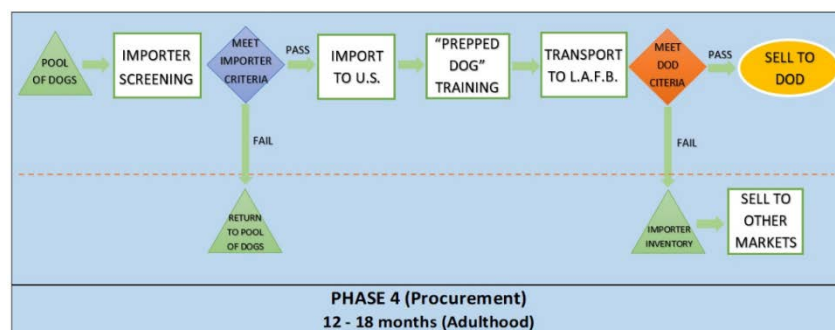 POOL
OF DOGS
IMPORTER
SCREENING
MEET
IMPORTER
CRITERIA
PASS
IMPORT
TO U.S.
“PREPPED
DOG”
TRAINING
TRANSPORT
TO L.A.F.B.
MEET
DOD
CITERIA
PASS
SELL TO
DOD
FAIL
FAIL
RETURN
TO POOL
OF DOGS
IMPORTER
INVENTORY
SELL TO
OTHER
MARKETS
PHASE 4 (Procurement)
12 - 18 months (Adulthood)